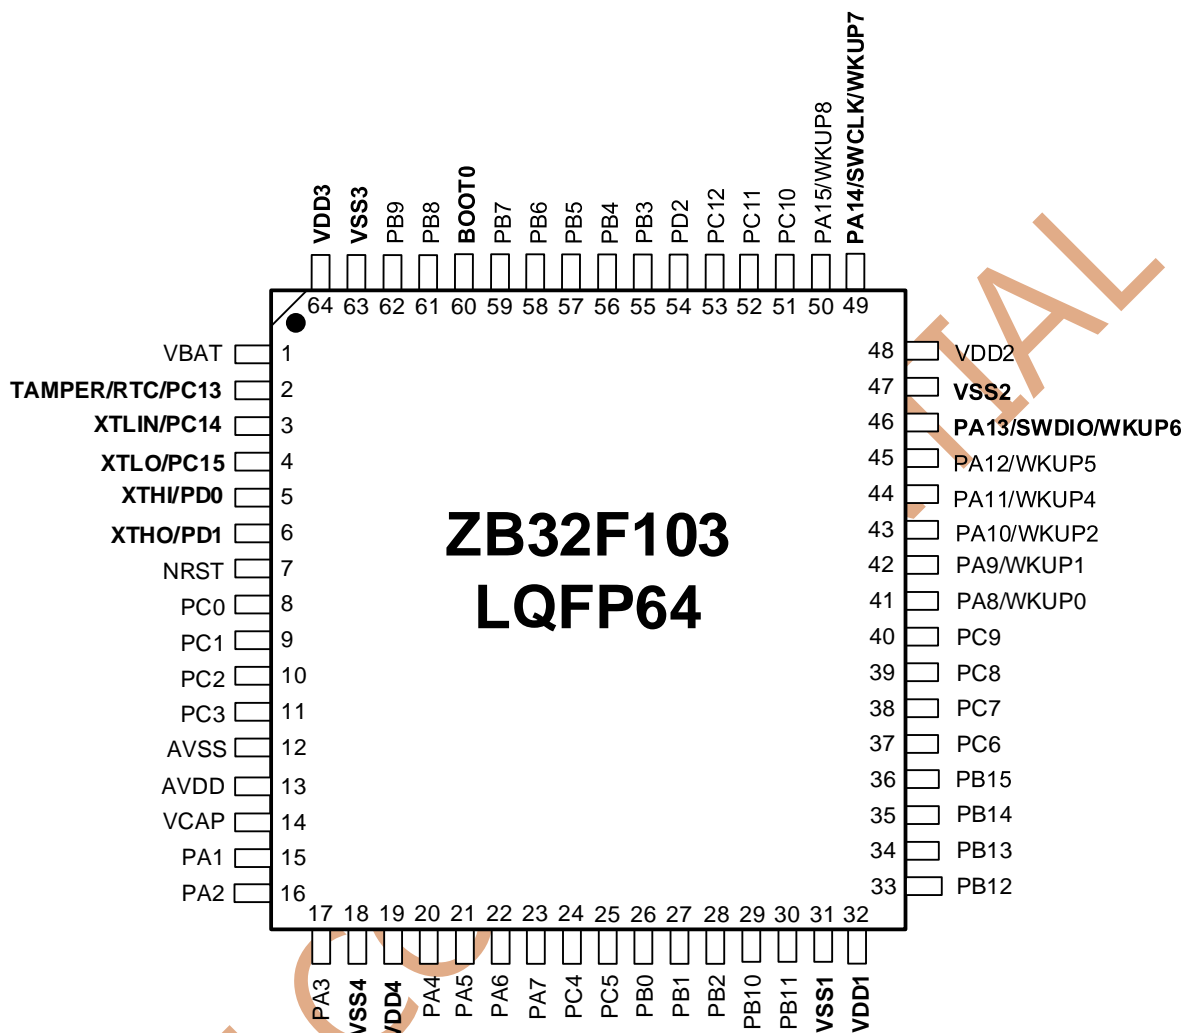 VDD3
VSS3
PB9
PB8
BOOT0
PB7
PB6
PB5
PB4
PB3
PD2
PC12
PC11
PC10
PA15/WKUP8
PA14/SWCLK/WKUP7
64 63 62 61 60 59 58 57 56 55 54 53 52 51 50 49
VBAT 1
TAMPER/RTC/PC13 2
XTLIN/PC14 3
XTLO/PC15 4
XTHI/PD0 5
XTHO/PD1 6
NRST 7
PC0 8
PC1 9
PC2 10
PC3 11
AVSS 12
AVDD 13
VCAP 14
PA1 15
PA2 16
ZB32F103
LQFP64
48 VDD2
47 VSS2
46 PA13/SWDIO/WKUP6
45 PA12/WKUP5
44 PA11/WKUP4
43 PA10/WKUP2
42 PA9/WKUP1
41 PA8/WKUP0
40 PC9
39 PC8
38 PC7
37 PC6
36 PB15
35 PB14
34 PB13
33 PB12
17 18 19 20 21 22 23 24 25 26 27 28 29 30 31 32
PA3
VSS4
VDD4
PA4
PA5
PA6
PA7
PC4
PC5
PB0
PB1
PB2
PB10
PB11
VSS1
VDD1